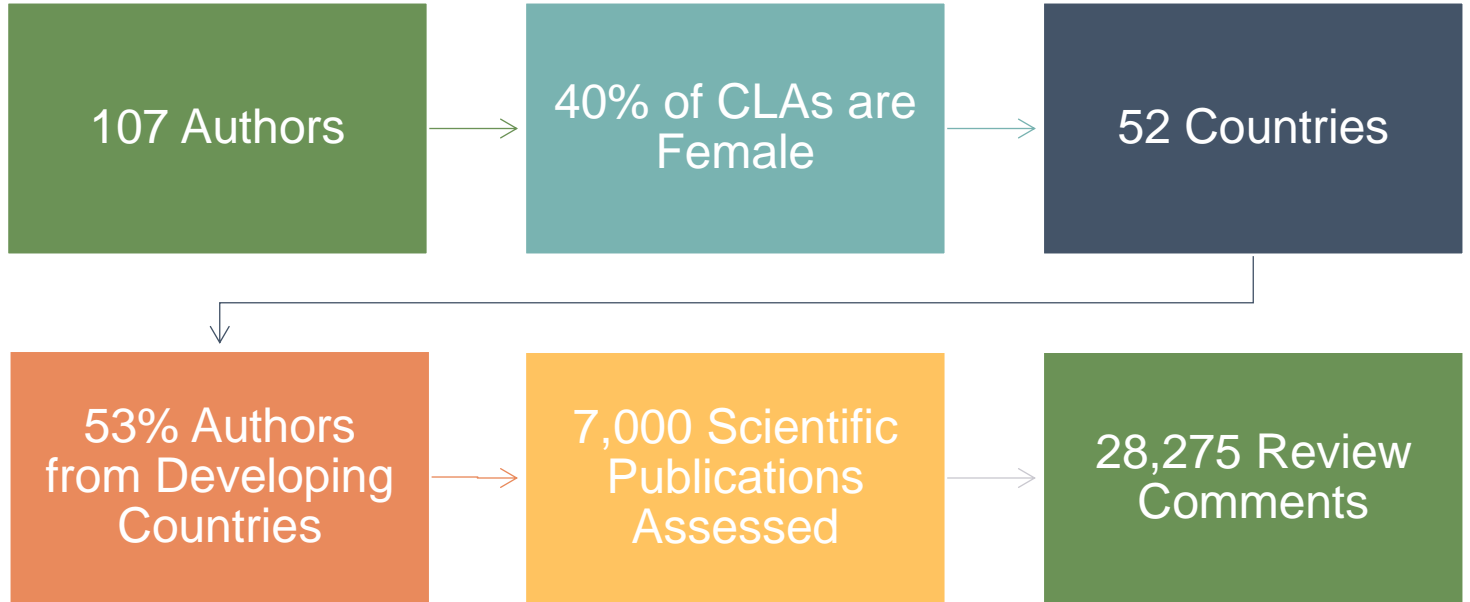 107 Authors
40% of CLAs are
Female
52 Countries
53% Authors
from Developing
Countries
7,000 Scientific
Publications
Assessed
28,275 Review
Comments